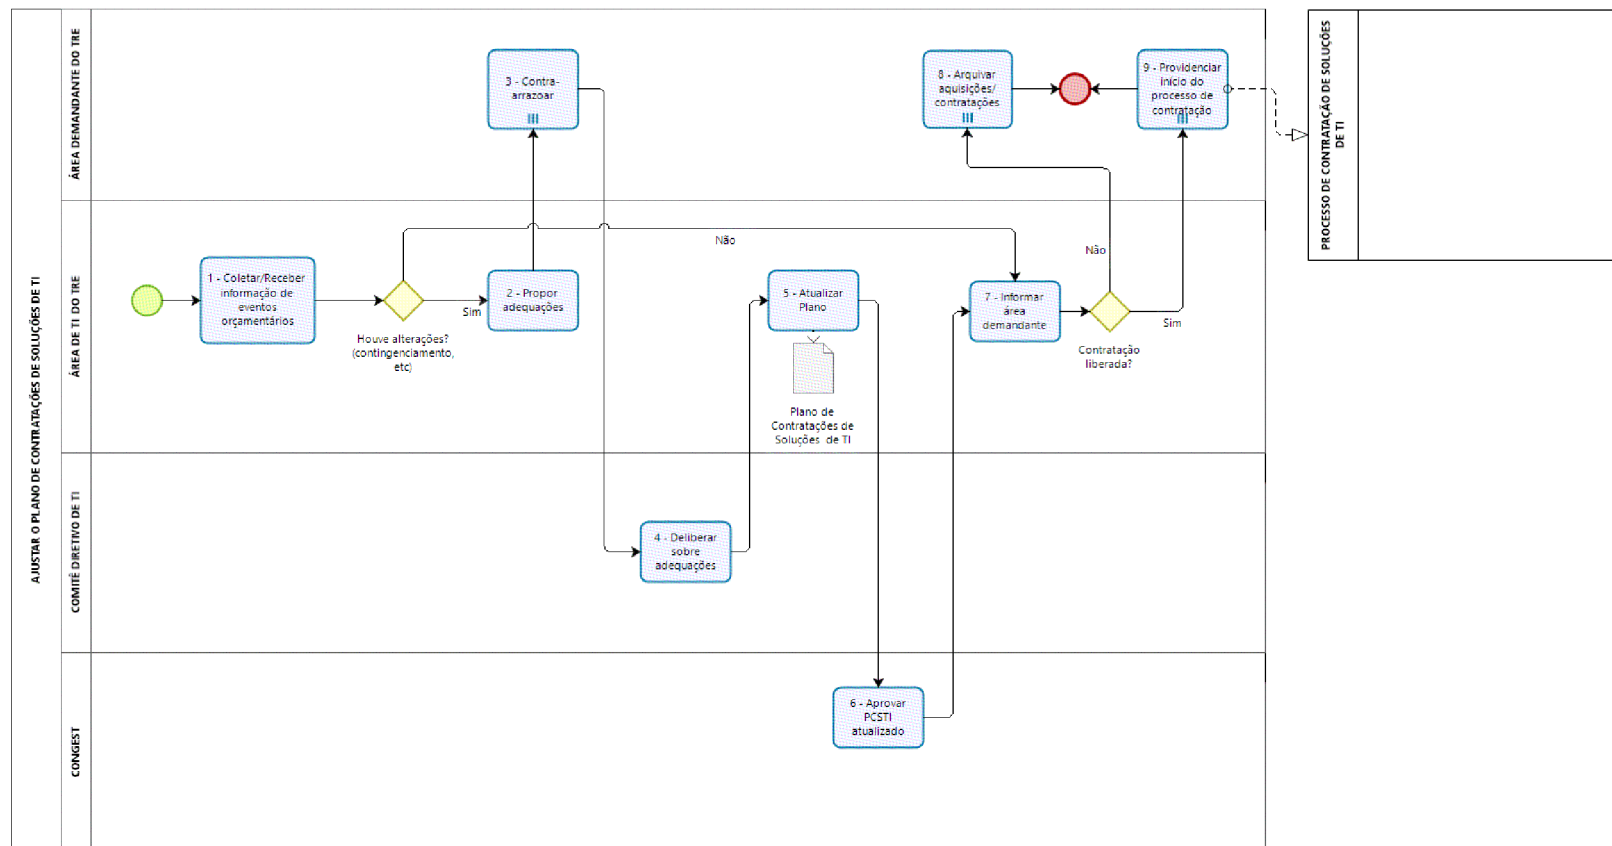 AJUSTAR O PLANO DE CONTRATAÇÕES DE SOLUÇÕES DE TI
ÁREA DEMANDANTE DO TRE
3 - Contra-
arrazoar
8 - Arquivar
aquisições/
contratações
9 - Providenciar
início do
processo de
contratação
PROCESSO DE CONTRATAÇÃO DE SOLUÇÕES
DE TI
ÁREA DE TI DO TRE
1 - Coletar/Receber
informação de
eventos
orçamentários
Houve alterações?
(contingenciamento,
etc)
Sim
Não
2 - Propor
adequações
5 - Atualizar
Plano
Plano de
Contratações de
Soluções de TI
7 - Informar
área
demandante
Não
Contratação
liberada?
Sim
COMITÊ DIRETIVO DE TI
4 - Deliberar
sobre
adequações
CONGEST
6 - Aprovar
PCSTI
atualizado